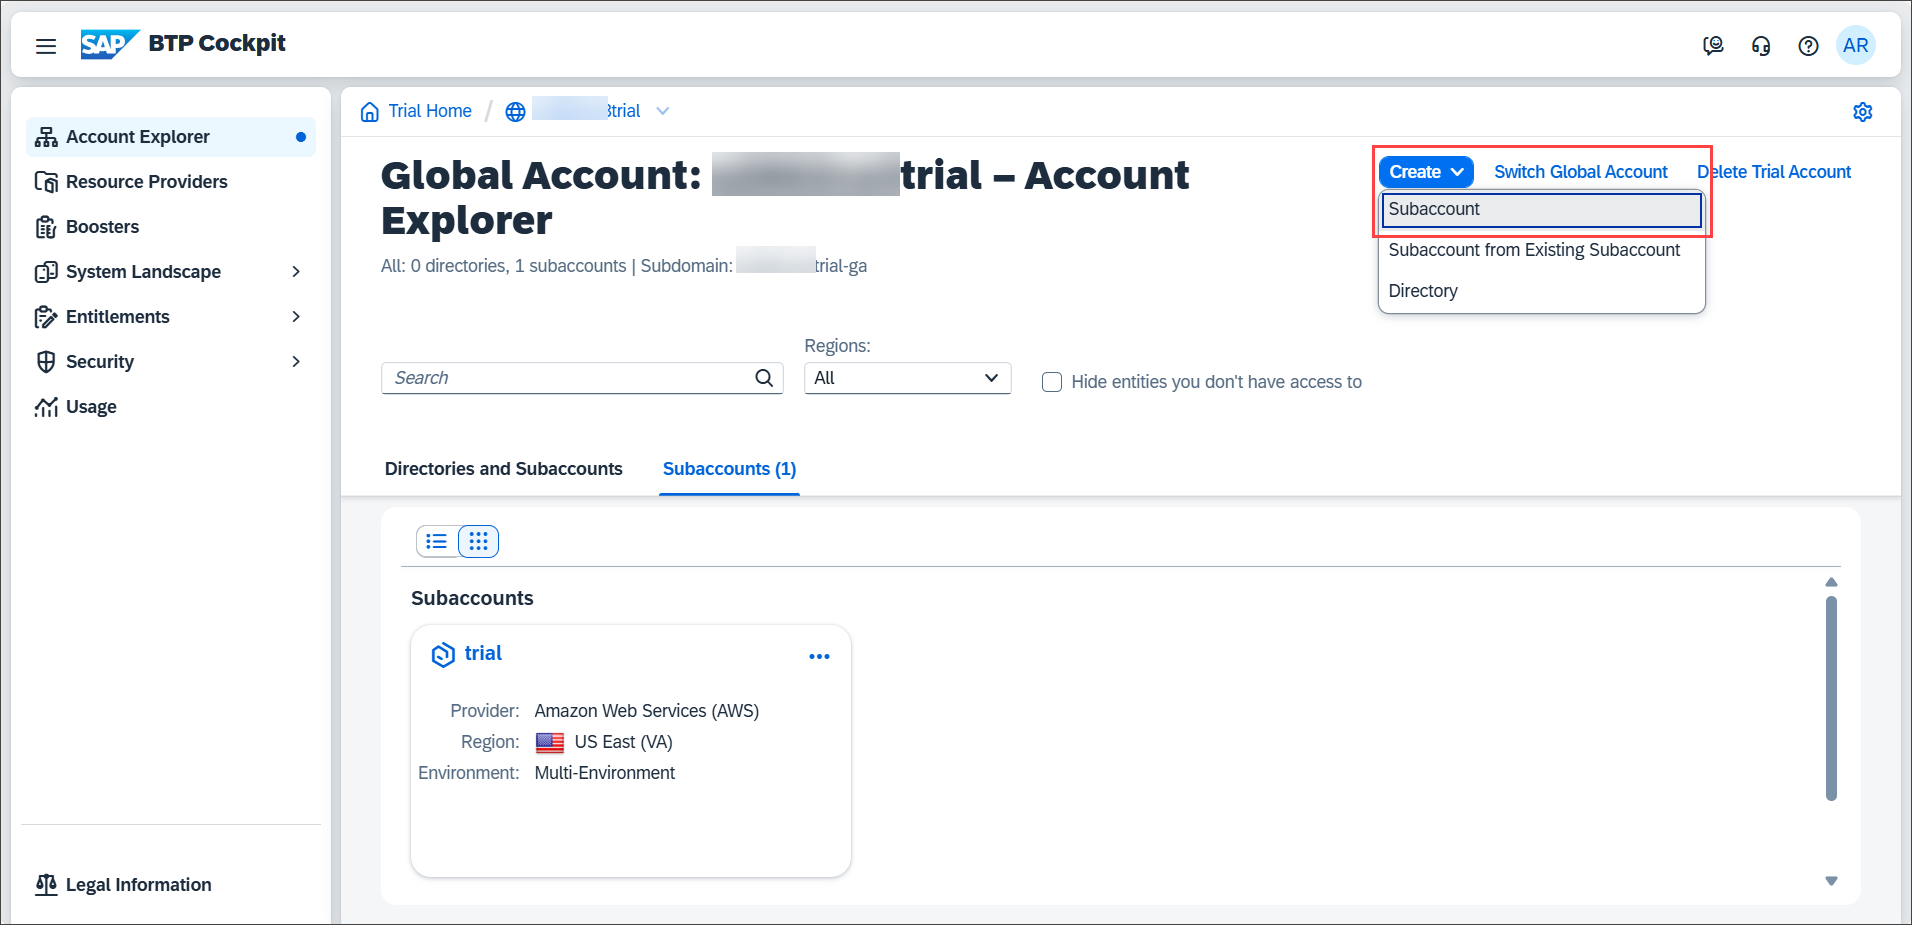 SAP BTP Cockpit
AR
Account Explorer
Resource Providers
Boosters
System Landscape
Entitlements
Security
Usage
Legal Information
Trial Home / trial
Global Account: trial – Account
Explorer
All: 0 directories, 1 subaccounts | Subdomain: trial-ga
Create Switch Global Account Delete Trial Account
Subaccount
Subaccount from Existing Subaccount
Directory
Regions:
Search
All
Hide entities you don't have access to
Directories and Subaccounts Subaccounts (1)
Subaccounts
trial
Provider: Amazon Web Services (AWS)
Region: US East (VA)
Environment: Multi-Environment